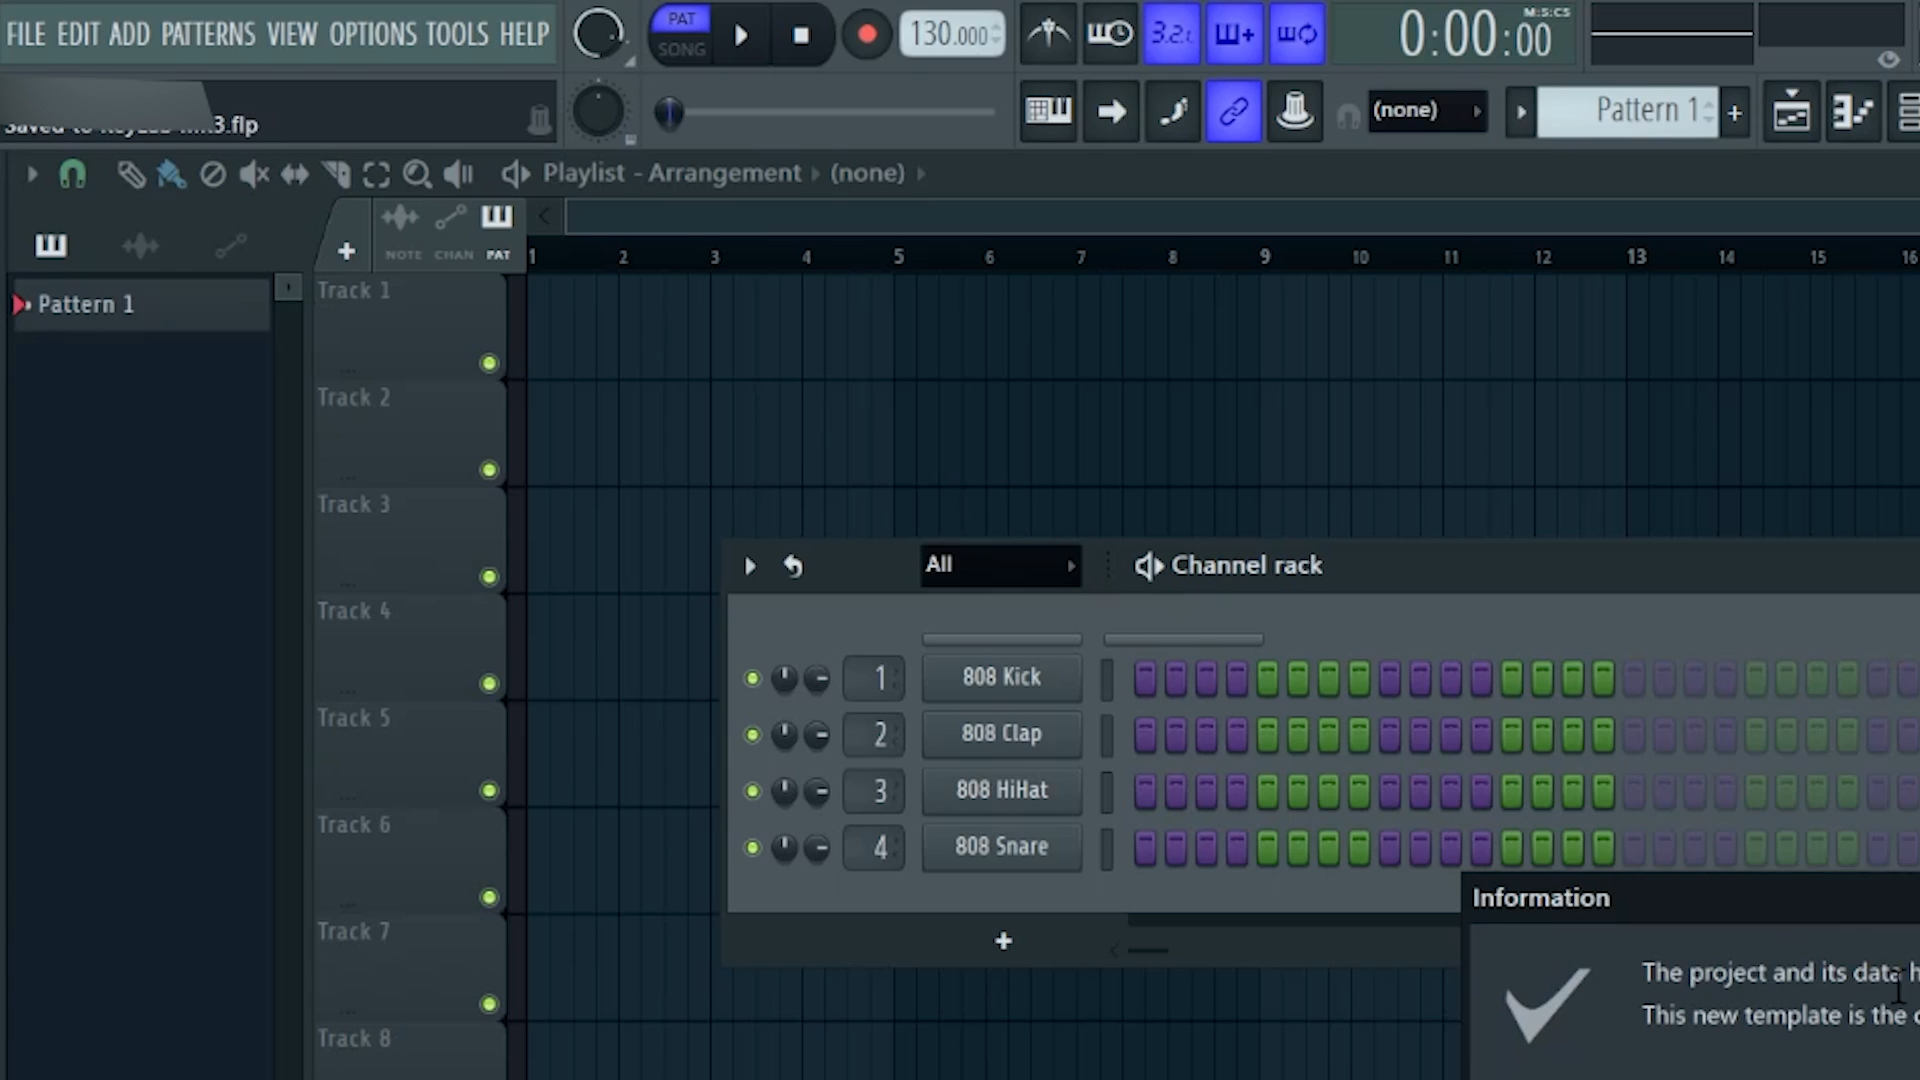 FILE EDIT ADD PATTERNS VIEW OPTIONS TOOLS HELP
PAT
SONG
130.000
0:00:00
M:S:CS
(none)
Pattern 1
+
Saved to
3.flp
Playlist - Arrangement
(none)
NOTE CHAN PAT
1 2 3 4 5 6 7 8 9 10 11 12 13 14 15 16
Pattern 1
Track 1
Track 2
Track 3
Track 4
Track 5
Track 6
Track 7
Track 8
All
Channel rack
1 808 Kick
2 808 Clap
3 808 HiHat
4 808 Snare
+
Information
The project and its data
This new template is the